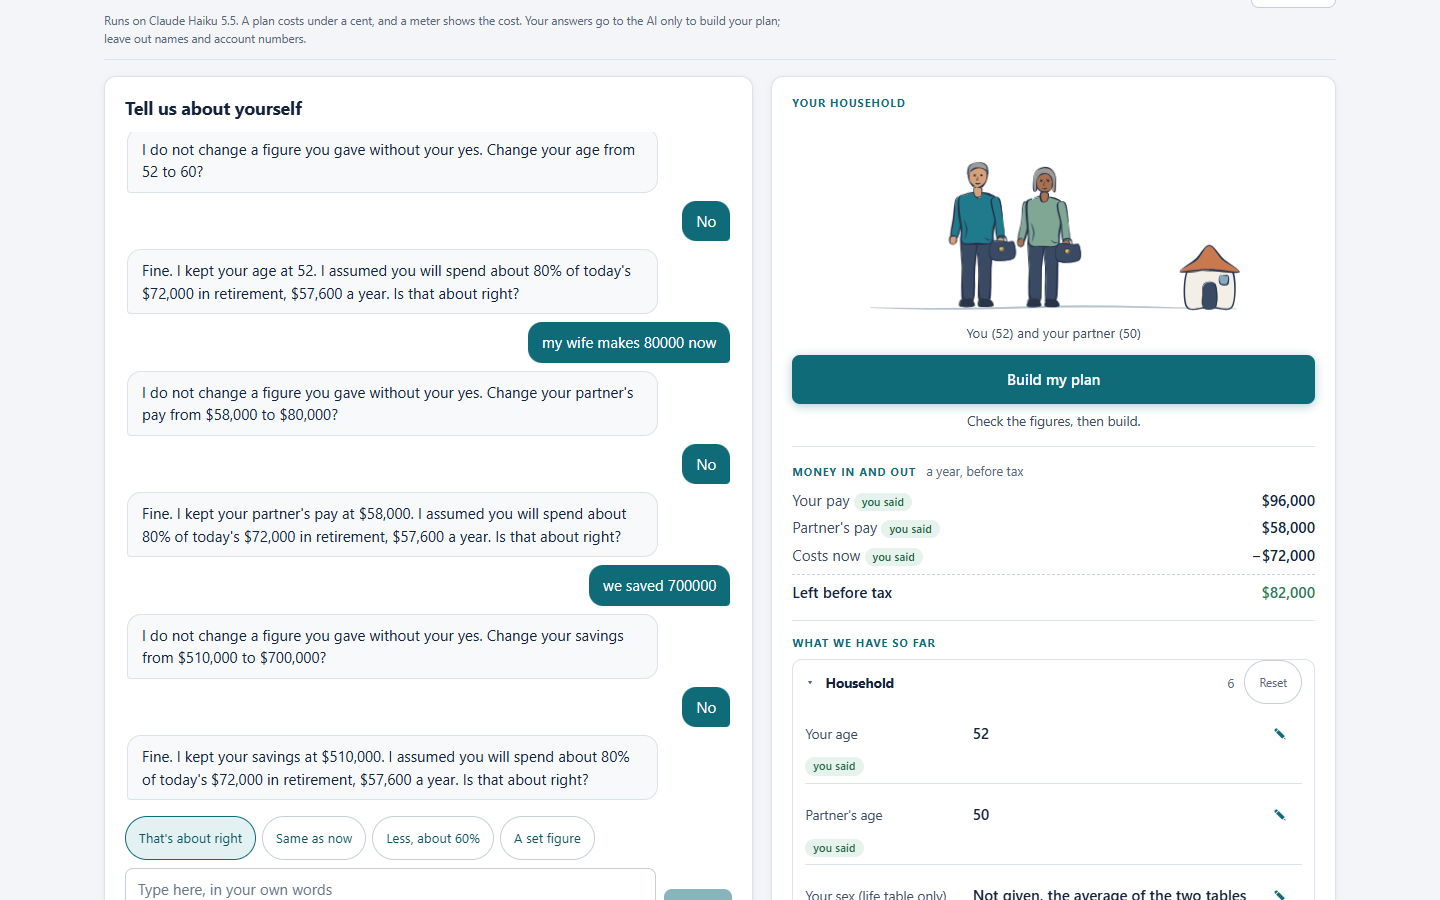 Runs on Claude Haiku 5.5. A plan costs under a cent, and a meter shows the cost. Your answers go to the AI only to build your plan;
leave out names and account numbers.
Tell us about yourself
I do not change a figure you gave without your yes. Change your age from
52 to 60?
No
Fine. I kept your age at 52. I assumed you will spend about 80% of today's
$72,000 in retirement, $57,600 a year. Is that about right?
my wife makes 80000 now
I do not change a figure you gave without your yes. Change your partner's
pay from $58,000 to $80,000?
No
Fine. I kept your partner's pay at $58,000. I assumed you will spend about
80% of today's $72,000 in retirement, $57,600 a year. Is that about right?
we saved 700000
I do not change a figure you gave without your yes. Change your savings
from $510,000 to $700,000?
No
Fine. I kept your savings at $510,000. I assumed you will spend about 80%
of today's $72,000 in retirement, $57,600 a year. Is that about right?
That's about right
Same as now
Less, about 60%
A set figure
Type here, in your own words
YOUR HOUSEHOLD
You (52) and your partner (50)
Build my plan
Check the figures, then build.
MONEY IN AND OUT a year, before tax
Your pay you said $96,000
Partner's pay you said $58,000
Costs now you said −$72,000
Left before tax $82,000
WHAT WE HAVE SO FAR
Household 6 Reset
Your age 52
you said
Partner's age 50
you said
Your sex (life table only) Not given, the average of the two tables